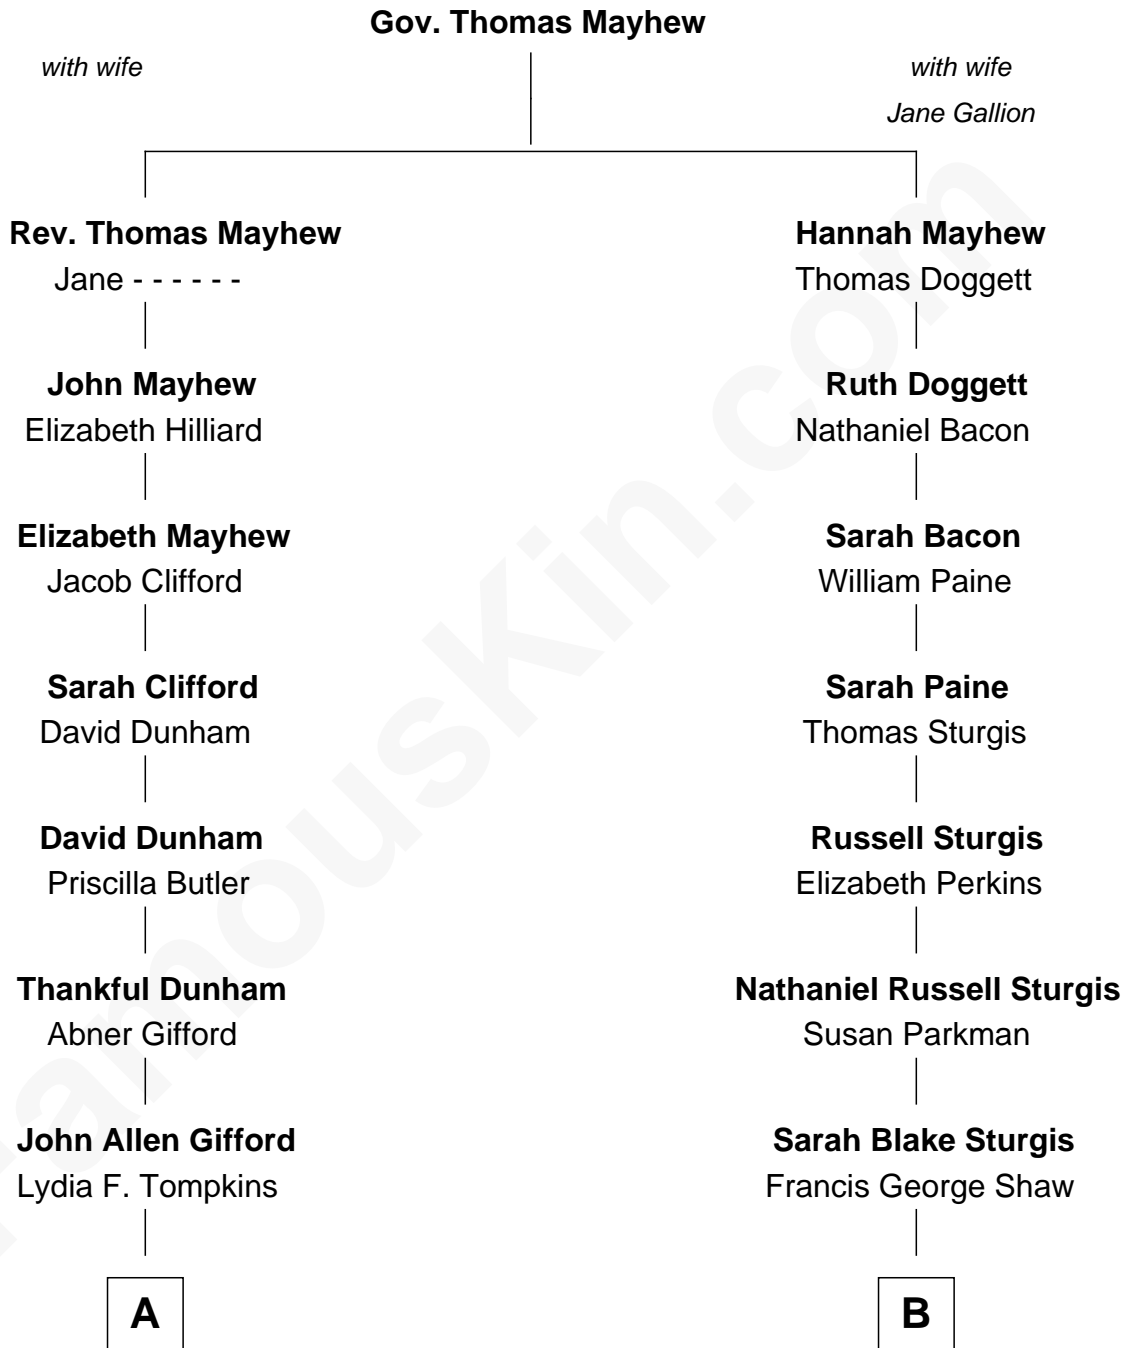 Gov. Thomas Mayhew
with wife
with wife
Jane Gallion
Rev. Thomas Mayhew
Jane - - - - - -
Hannah Mayhew
Thomas Doggett
John Mayhew
Elizabeth Hilliard
Ruth Doggett
Nathaniel Bacon
Elizabeth Mayhew
Jacob Clifford
Sarah Bacon
William Paine
Sarah Clifford
David Dunham
Sarah Paine
Thomas Sturgis
David Dunham
Priscilla Butler
Russell Sturgis
Elizabeth Perkins
Thankful Dunham
Abner Gifford
Nathaniel Russell Sturgis
Susan Parkman
John Allen Gifford
Lydia F. Tompkins
Sarah Blake Sturgis
Francis George Shaw
A
B
FamousKin.com